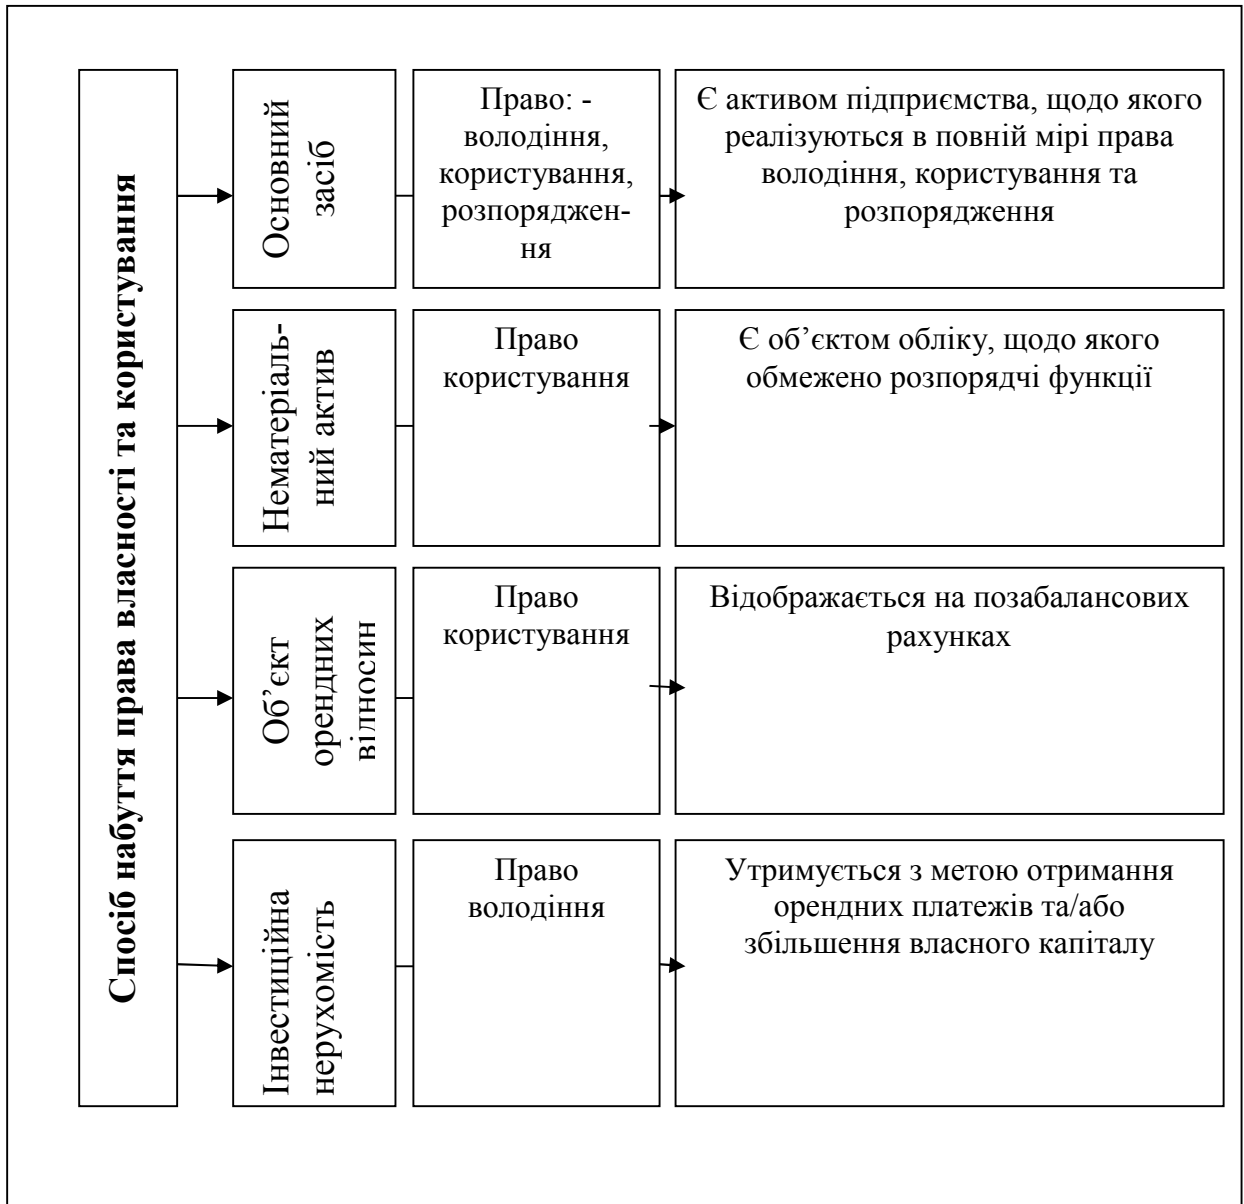 Спосіб набуття права власності та користування
Основний
засіб
Право: -
володіння,
користування,
розпоряджен-
ня
Є активом підприємства, щодо якого
реалізуються в повній мірі права
володіння, користування та
розпорядження
Нематеріаль-
ний актив
Право
користування
Є об’єктом обліку, щодо якого
обмежено розпорядчі функції
Об’єкт
орендних
відносин
Право
користування
Відображається на позабалансових
рахунках
Інвестиційна
нерухомість
Право
володіння
Утримується з метою отримання
орендних платежів та/або
збільшення власного капіталу